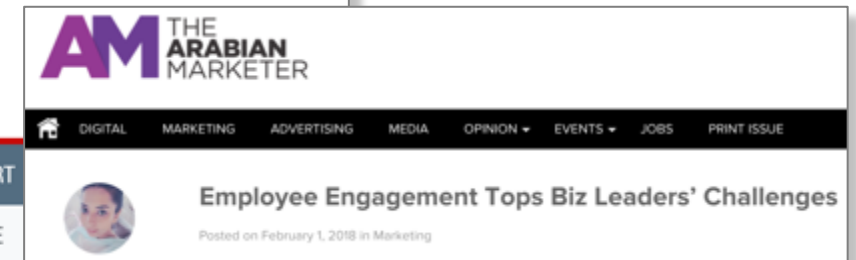 AM THE
ARABIAN
MARKETER
DIGITAL MARKETING ADVERTISING MEDIA OPINION EVENTS JOBS PRINT ISSUE
Employee Engagement Tops Biz Leaders' Challenges
Posted on February 1, 2018 in Marketing